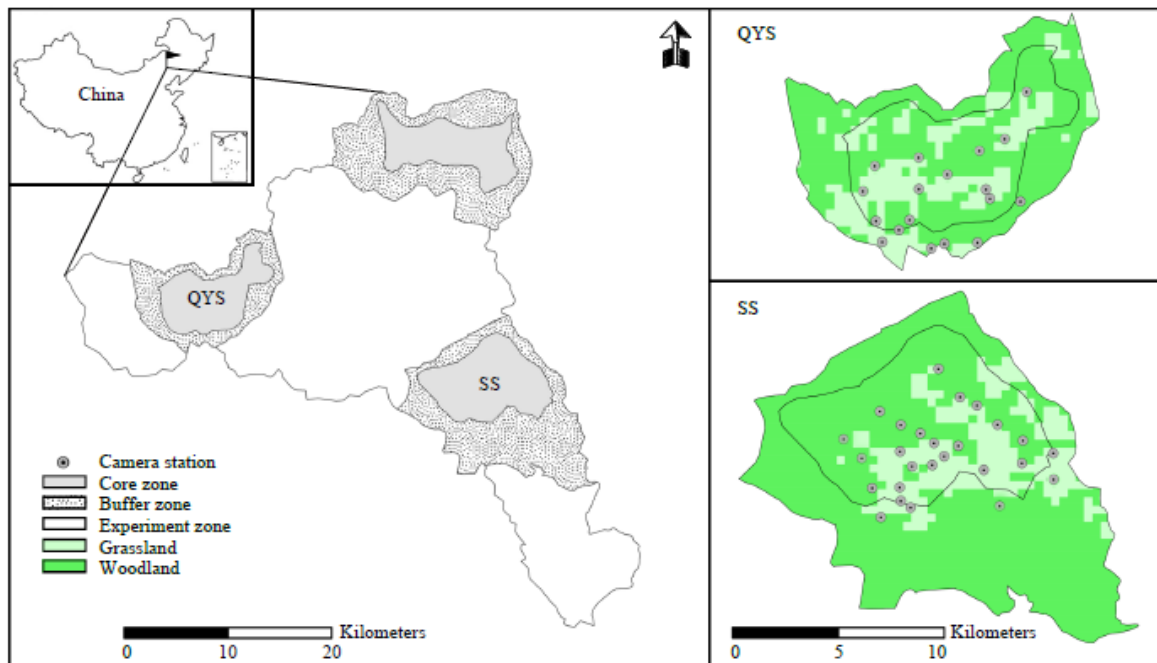 China
QYS
SS
Camera station
Core zone
Buffer zone
Experiment zone
Grassland
Woodland
Kilometers
0 10 20
QYS
SS
Kilometers
0 5 10